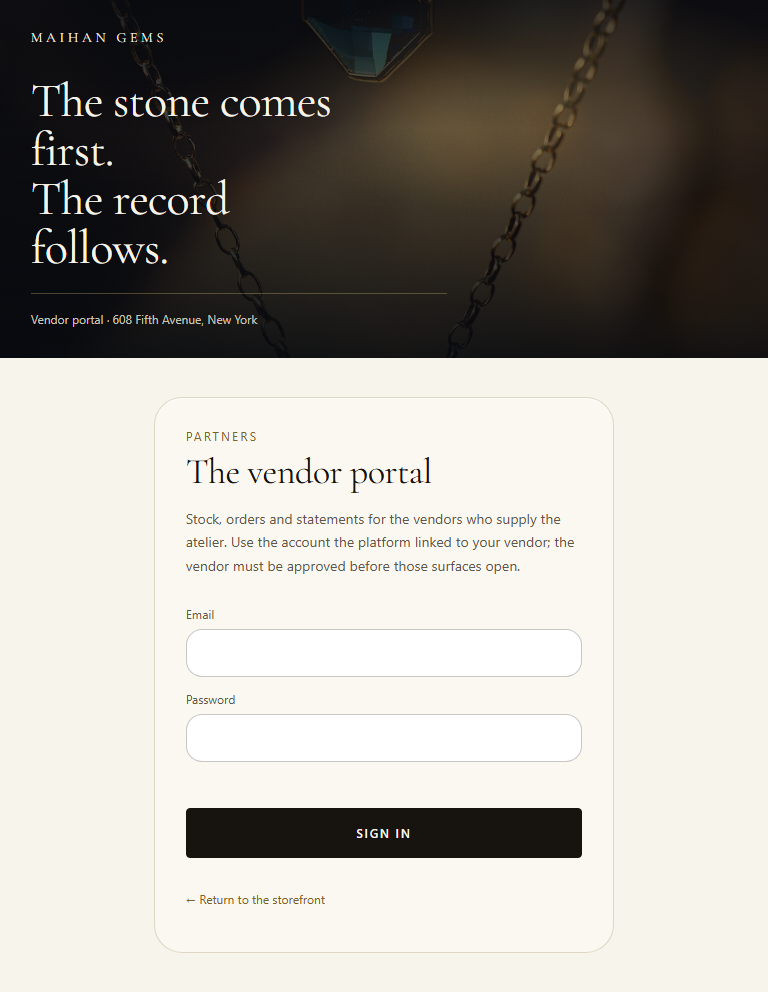 MAIHAN GEMS
The stone comes
first.
The record
follows.
Vendor portal · 608 Fifth Avenue, New York
PARTNERS
The vendor portal
Stock, orders and statements for the vendors who supply the
atelier. Use the account the platform linked to your vendor; the
vendor must be approved before those surfaces open.
Email
Password
SIGN IN
← Return to the storefront